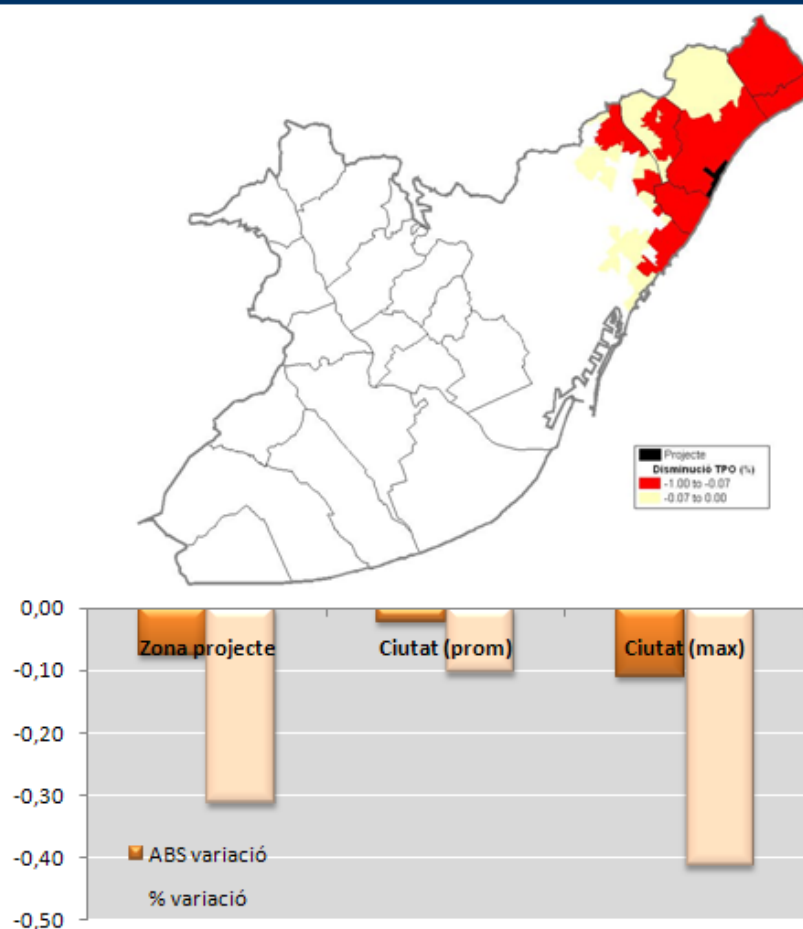 Projecte
Disminució TPO (%)
-1.00 to -0.07
-0.07 to 0.00
0,00
-0,10
-0,20
-0,30
-0,40
-0,50
Zona projecte
Ciutat (prom)
Ciutat (max)
ABS variació
% variació